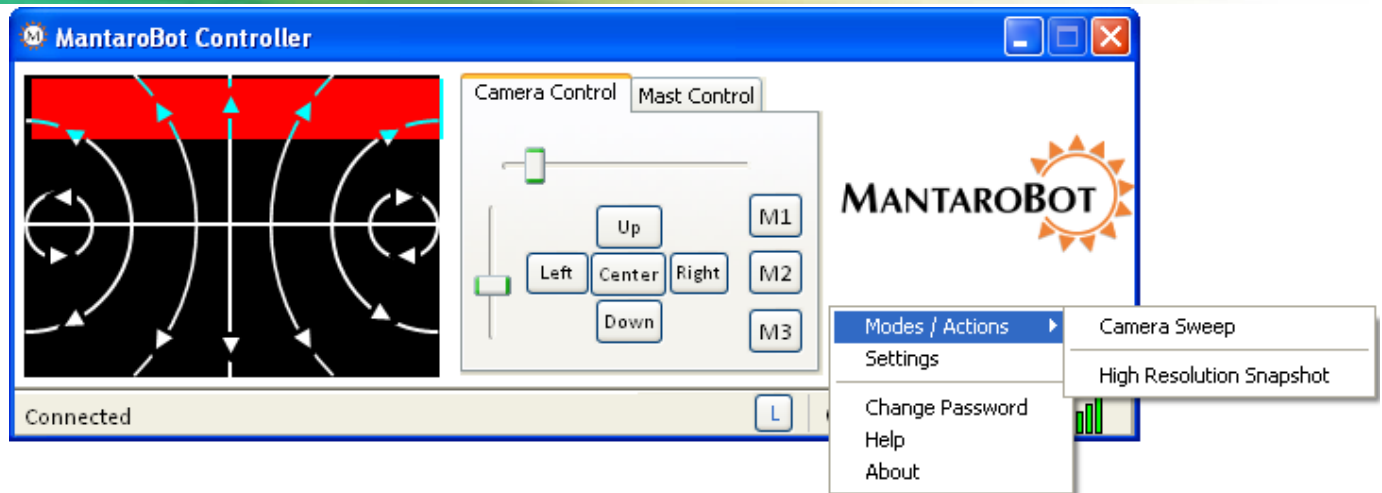 M MantaroBot Controller
Camera Control Mast Control
MANTAROBOT
Up
M1
Left Center Right M2
Down
M3
Modes / Actions
Camera Sweep
Settings
High Resolution Snapshot
Connected
L
Change Password
Help
About